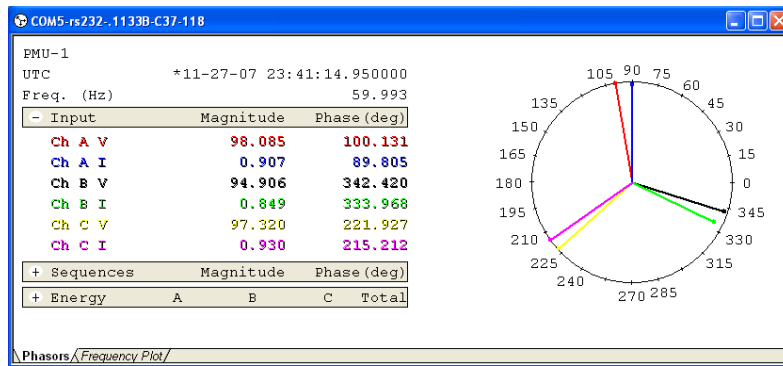 COM5-rs232-.1133B-C37-118
PMU-1
UTC *11-27-07 23:41:14.950000
Freq. (Hz) 59.993
- Input Magnitude Phase(deg)
Ch A V 98.085 100.131
Ch A I 0.907 89.805
Ch B V 94.906 342.420
Ch B I 0.849 333.968
Ch C V 97.320 221.927
Ch C I 0.930 215.212
+ Sequences Magnitude Phase(deg)
+ Energy A B C Total
105 90 75
60
135 45
150 30
165 15
180 0
195 345
210 330
225 315
240
270 285
Phasors Frequency Plot